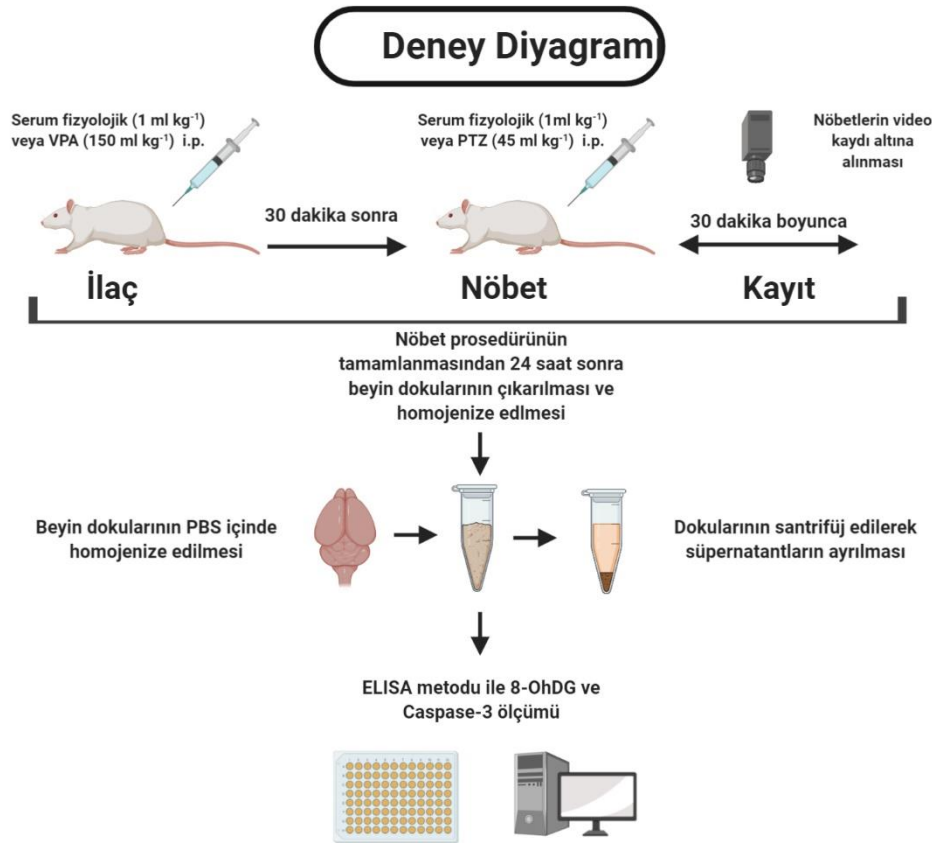 Deney Diyagramı
Serum fizyolojik (1 ml kg⁻¹)
veya VPA (150 ml kg⁻¹) i.p.
Serum fizyolojik (1ml kg⁻¹)
veya PTZ (45 ml kg⁻¹) i.p.
Nöbetlerin video
kaydı altına
alınması
30 dakika sonra
30 dakika boyunca
İlaç
Nöbet
Kayıt
Nöbet prosedürünün
tamamlanmasından 24 saat sonra
beyin dokularının çıkarılması ve
homojenize edlmesi
Beyin dokularının PBS içinde
homojenize edilmesi
Dokularının santrifüj edilerek
süpernatantların ayrılması
ELISA metodu ile 8-OhDG ve
Caspase-3 ölçümü